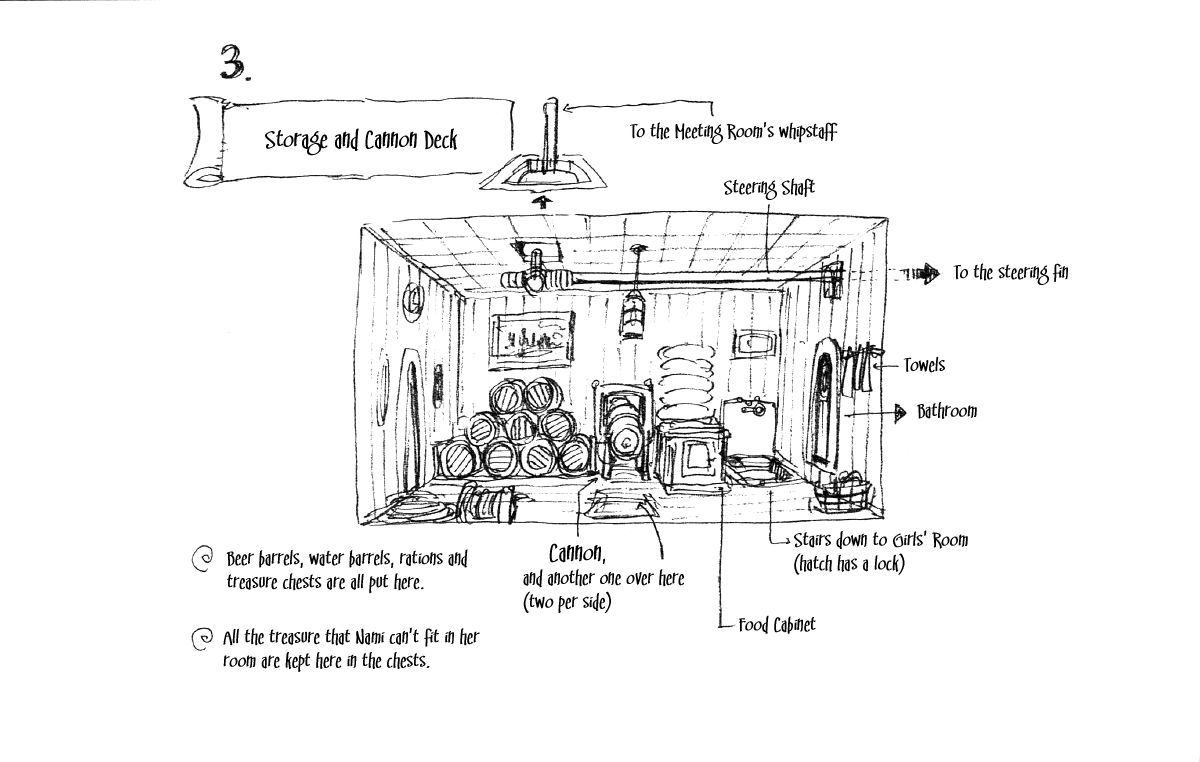 3.
Storage and Cannon Deck
To the Meeting Room's whipstaff
Steering Shaft
To the steering fin
Towels
Bathroom
Stairs down to Girls' Room
(hatch has a lock)
Cannon,
and another one over here
(two per side)
Food Cabinet
Beer barrels, water barrels, rations and
treasure chests are all put here.
All the treasure that Nami can't fit in her
room are kept here in the chests.